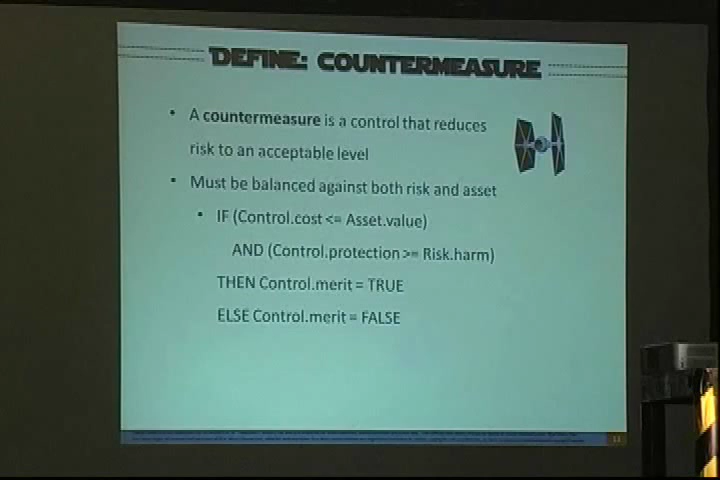 DEFINE: COUNTERMEASURE
• A countermeasure is a control that reduces
risk to an acceptable level
• Must be balanced against both risk and asset
• IF (Control.cost <= Asset.value)
AND (Control.protection >= Risk.harm)
THEN Control.merit = TRUE
ELSE Control.merit = FALSE